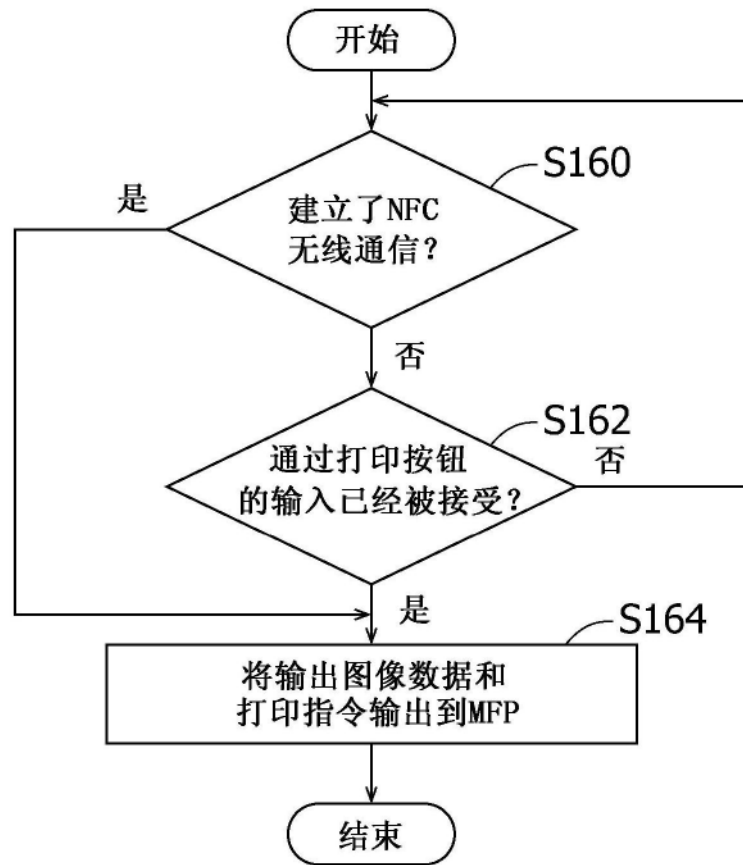 开始
S160
是
建立了NFC
无线通信?
否
S162
通过打印按钮
否
的输入已经被接受?
是
S164
将输出图像数据和
打印指令输出到MFP
结束